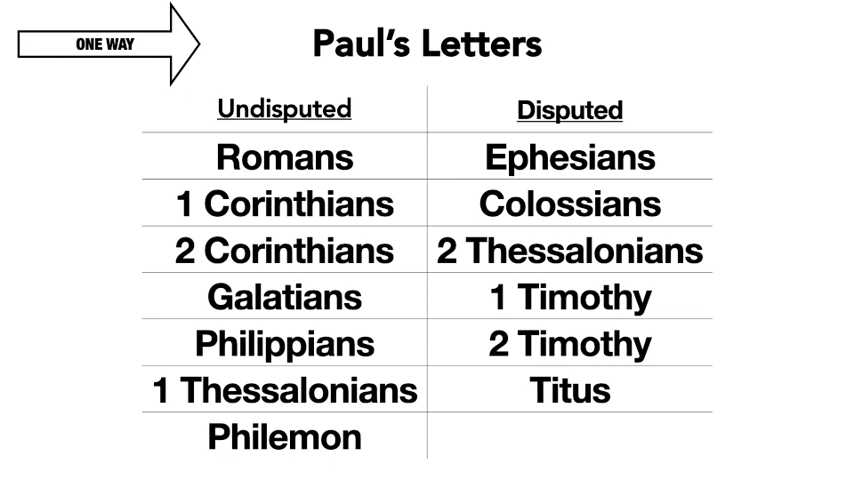 ONE WAY
Paul's Letters
Undisputed Disputed
Romans Ephesians
1 Corinthians Colossians
2 Corinthians 2 Thessalonians
Galatians 1 Timothy
Philippians 2 Timothy
1 Thessalonians Titus
Philemon